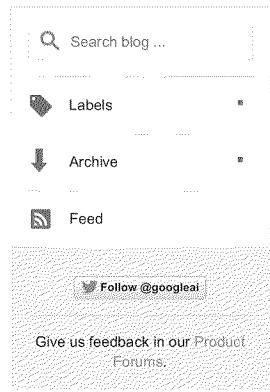 Search blog ...
Labels
Archive
Feed
Follow @googleai
Give us feedback in our Product
Forums.